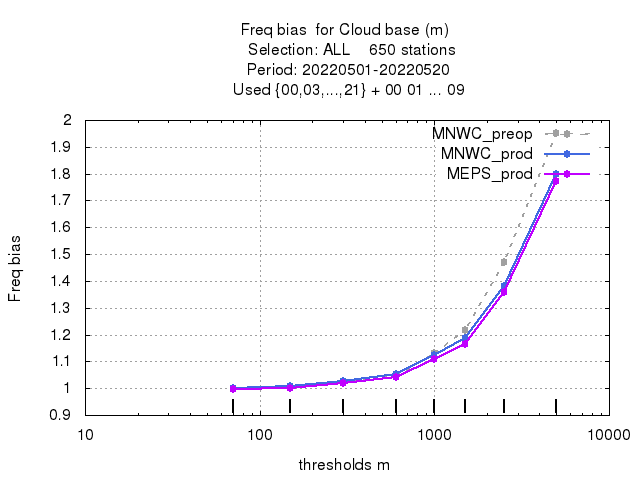 Freq bias  for Cloud base (m)
Selection: ALL    650 stations
Period: 20220501-20220520
Used {00,03,...,21} + 00 01 ... 09
MNWC_preop
MNWC_prod
MEPS_prod
Freq bias
2
1.9
1.8
1.7
1.6
1.5
1.4
1.3
1.2
1.1
1
0.9
10
100
1000
10000
thresholds m